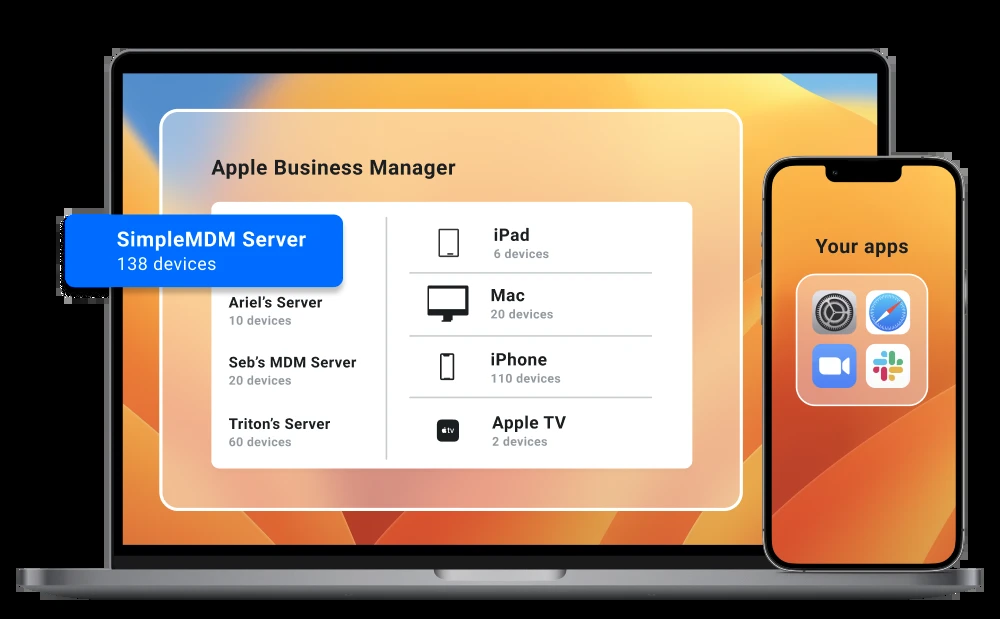 Apple Business Manager
SimpleMDM Server
138 devices
Ariel's Server
10 devices
Seb's MDM Server
20 devices
Triton's Server
60 devices
iPad
6 devices
Mac
20 devices
iPhone
110 devices
tv
Apple TV
2 devices
Your apps